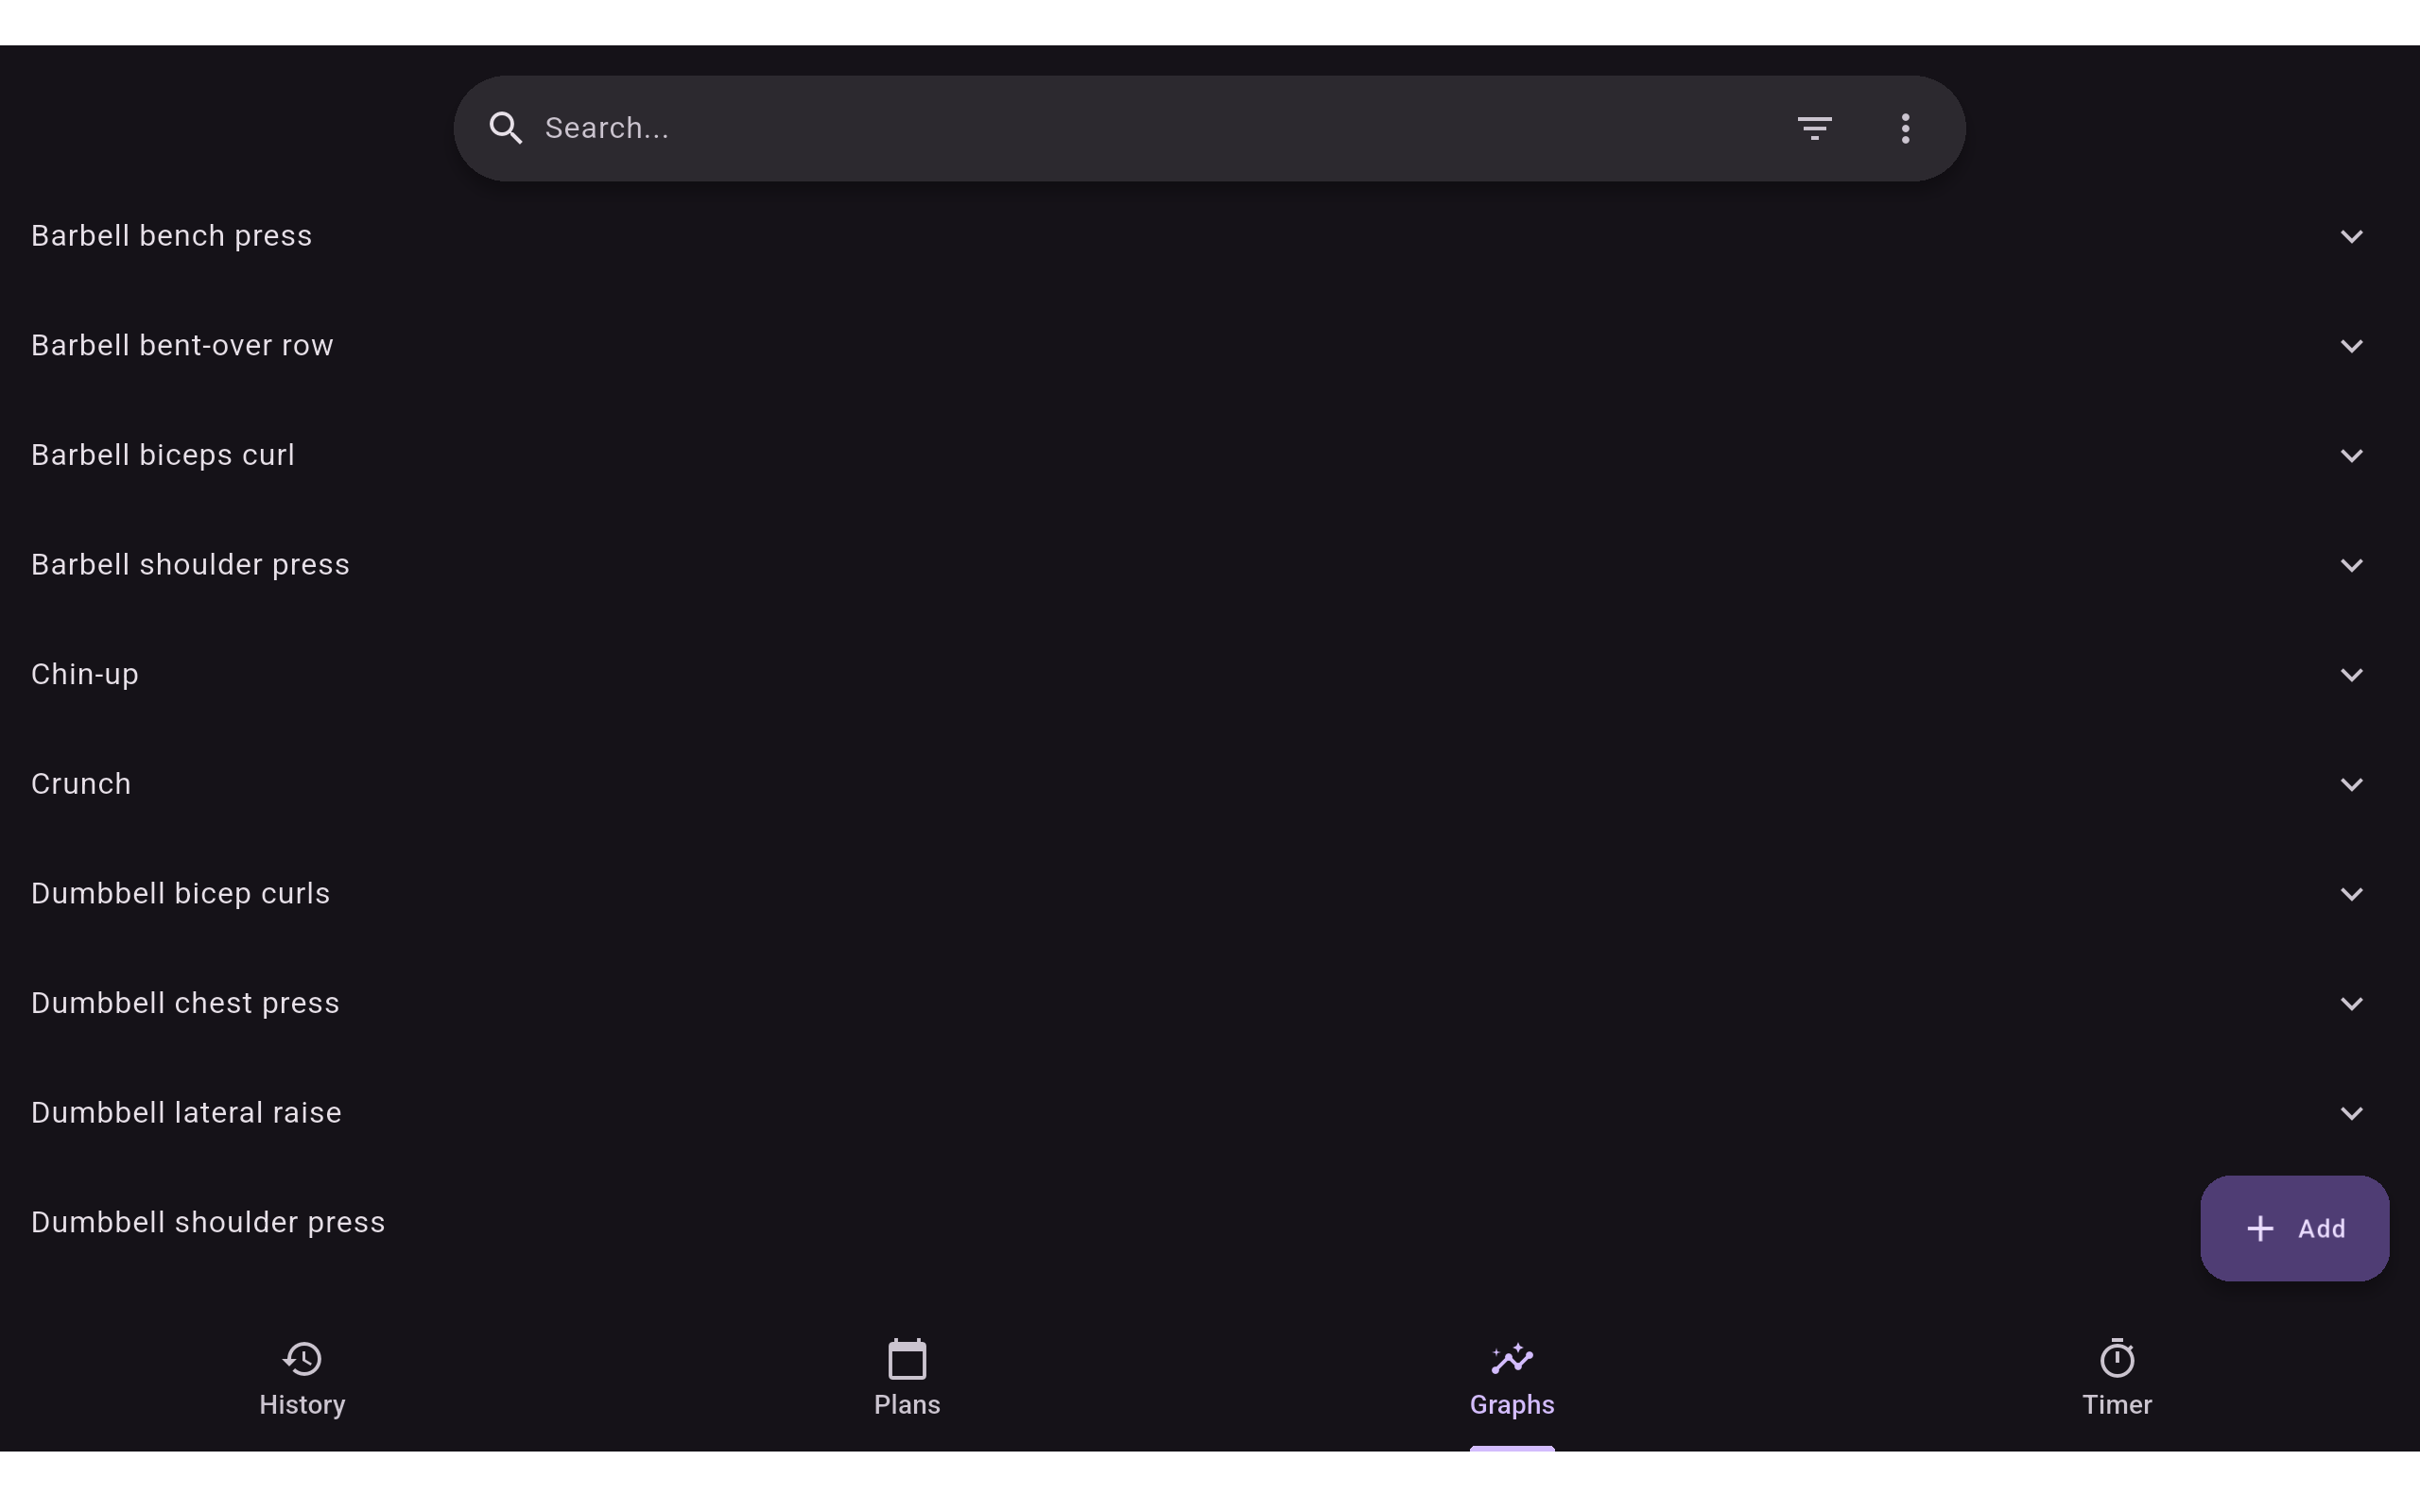 Search...
Barbell bench press
Barbell bent-over row
Barbell biceps curl
Barbell shoulder press
Chin-up
Crunch
Dumbbell bicep curls
Dumbbell chest press
Dumbbell lateral raise
Dumbbell shoulder press
Add
History
Plans
Graphs
Timer